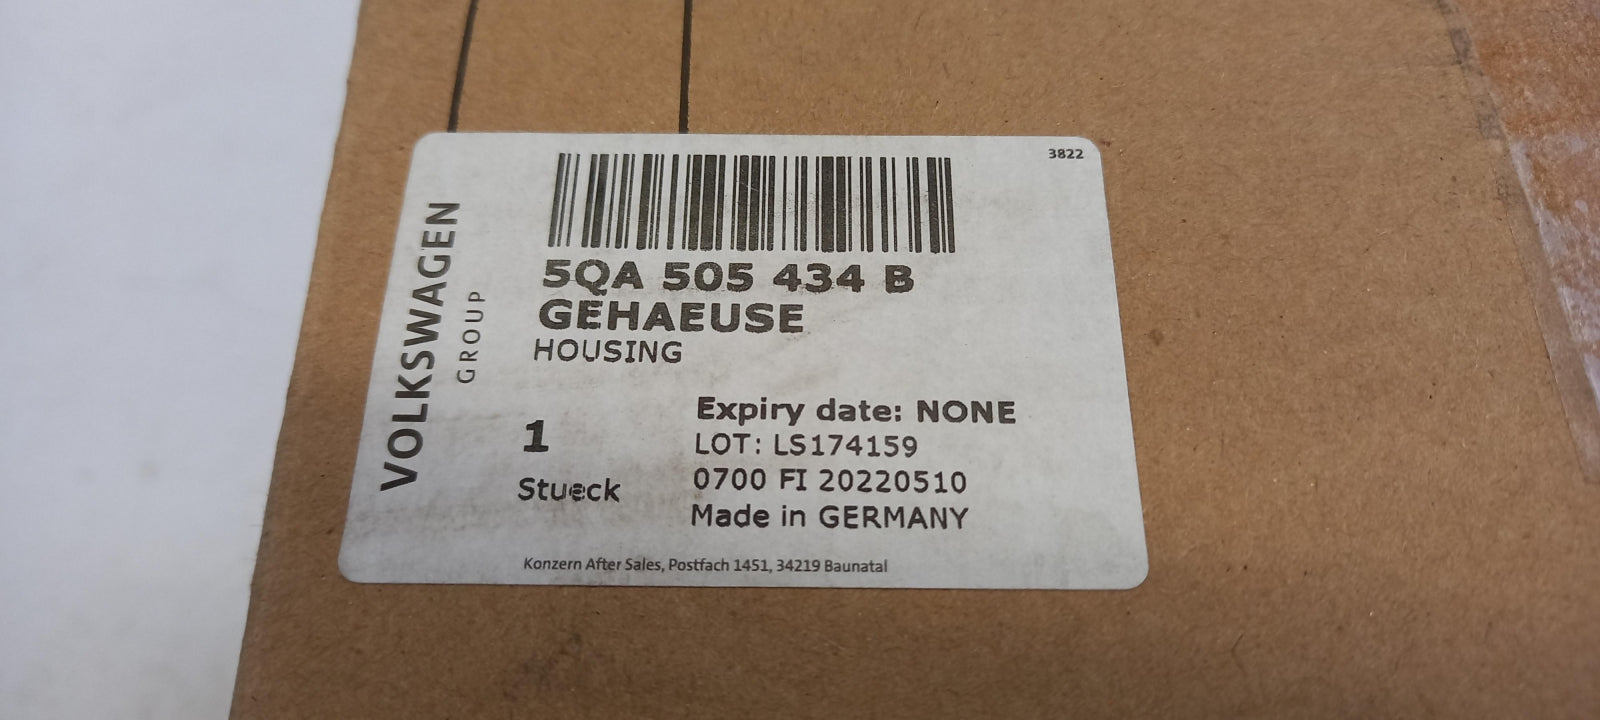 3822
VOLKSWAGEN
GROUP
5QA 505 434 B
GEHAEUSE
HOUSING
1
Stueck
Expiry date: NONE
LOT: LS174159
0700 FI 20220510
Made in GERMANY
Konzern After Sales, Postfach 1451, 34219 Baunatal